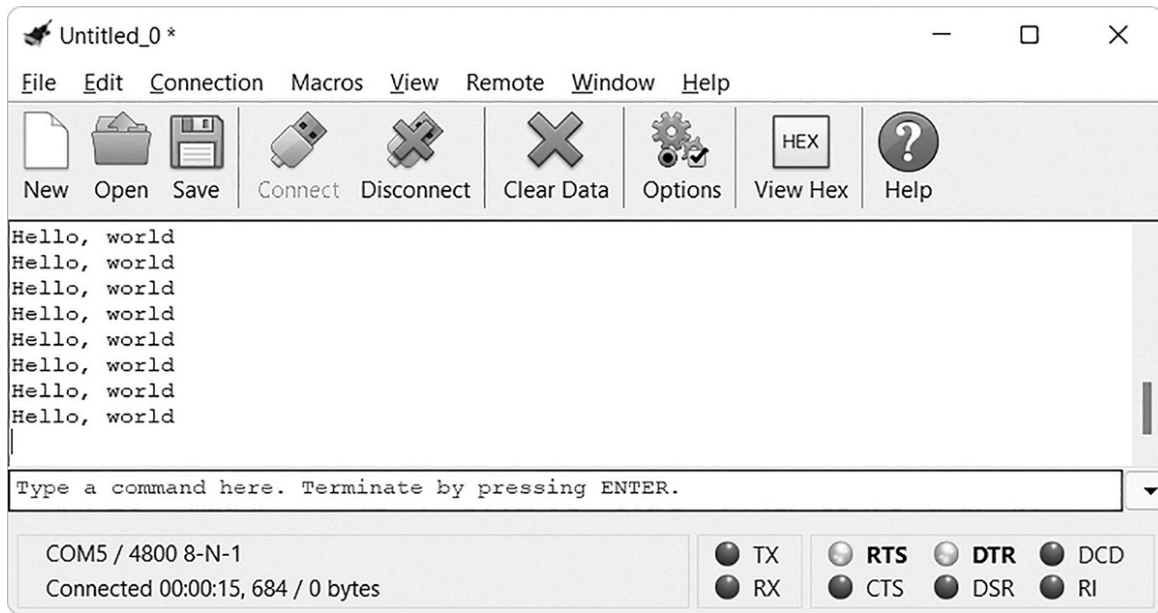 Untitled_0 *
File Edit Connection Macros View Remote Window Help
HEX
New Open Save Connect Disconnect Clear Data Options View Hex Help
Hello, world
Hello, world
Hello, world
Hello, world
Hello, world
Hello, world
Hello, world
Hello, world
Type a command here. Terminate by pressing ENTER.
COM5 / 4800 8-N-1
Connected 00:00:15, 684 / 0 bytes
TX RTS DTR DCD
RX CTS DSR RI